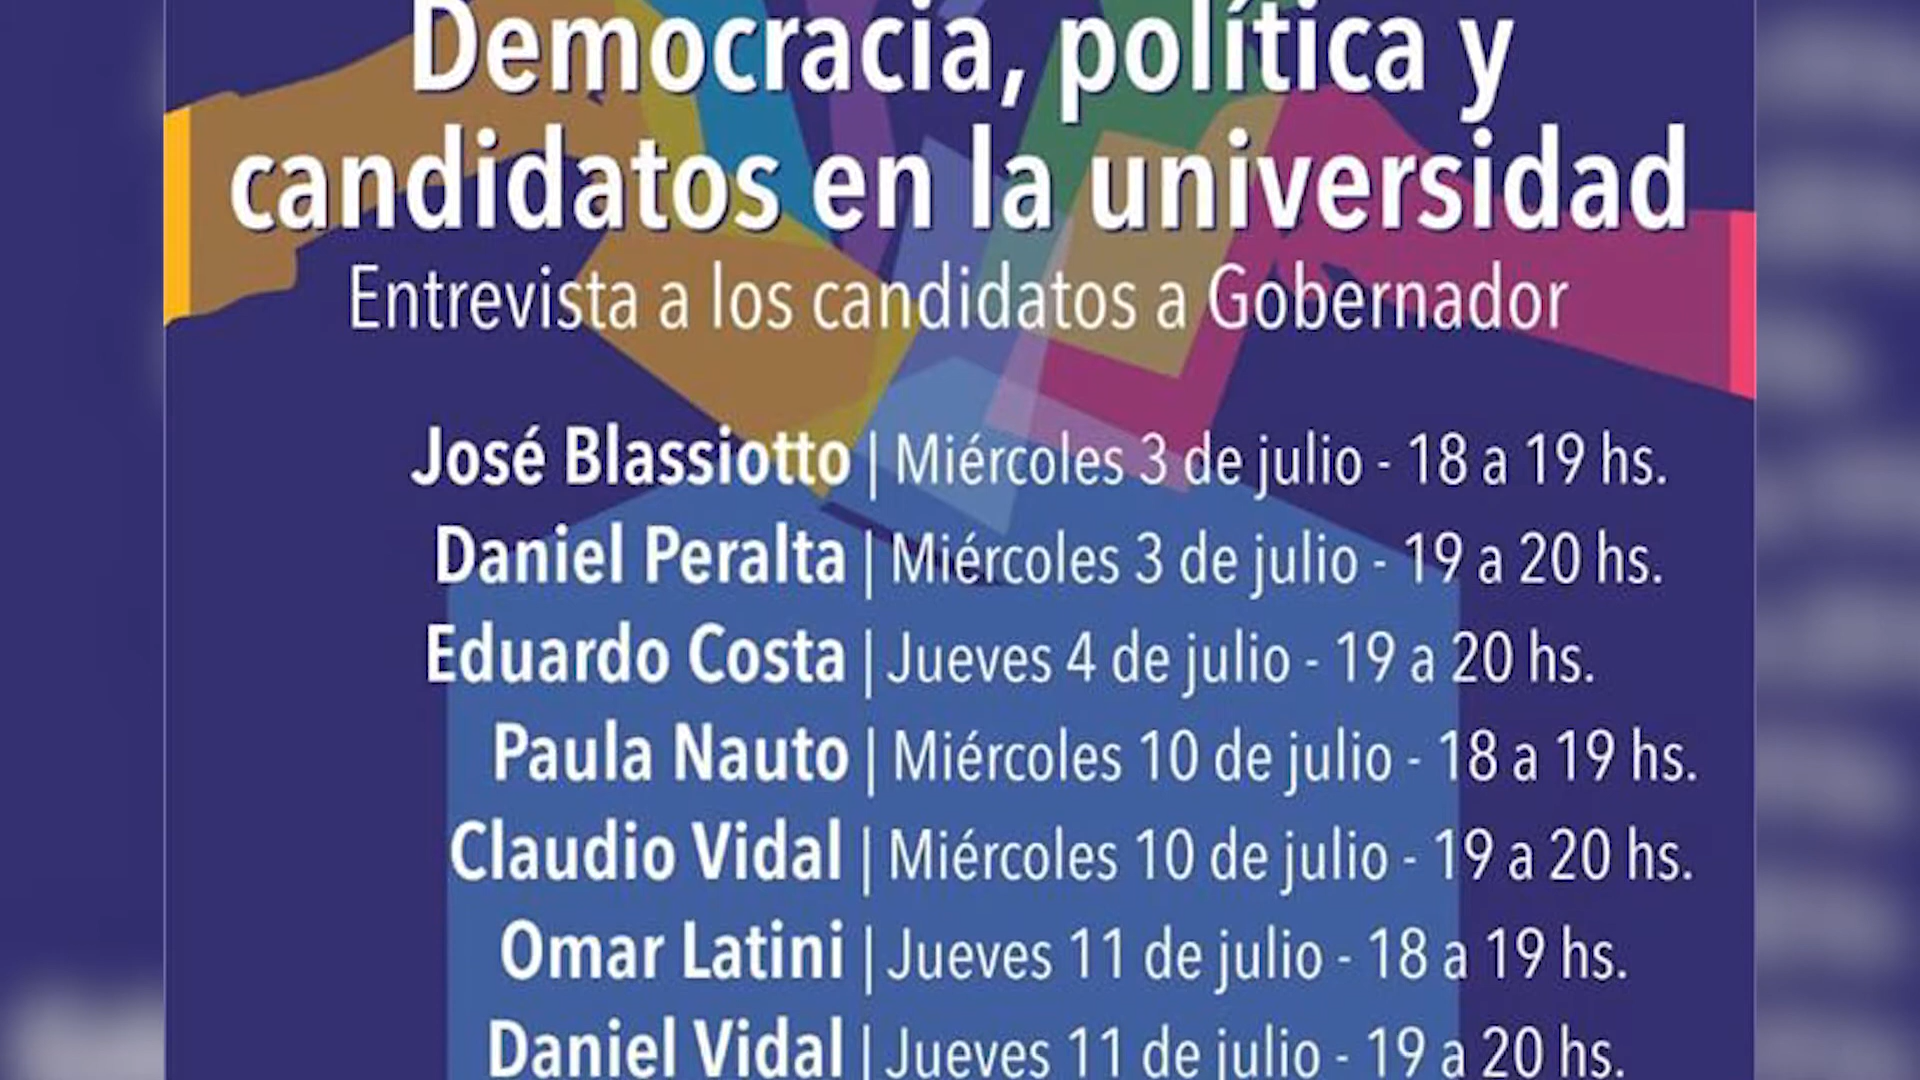 Democracia, política y
candidatos en la universidad
Entrevista a los candidatos a Gobernador
José Blassiotto | Miércoles 3 de julio - 18 a 19 hs.
Daniel Peralta | Miércoles 3 de julio - 19 a 20 hs.
Eduardo Costa | Jueves 4 de julio - 19 a 20 hs.
Paula Nauto | Miércoles 10 de julio - 18 a 19 hs.
Claudio Vidal | Miércoles 10 de julio - 19 a 20 hs.
Omar Latini | Jueves 11 de julio - 18 a 19 hs.
Daniel Vidal | Jueves 11 de julio - 19 a 20 hs.